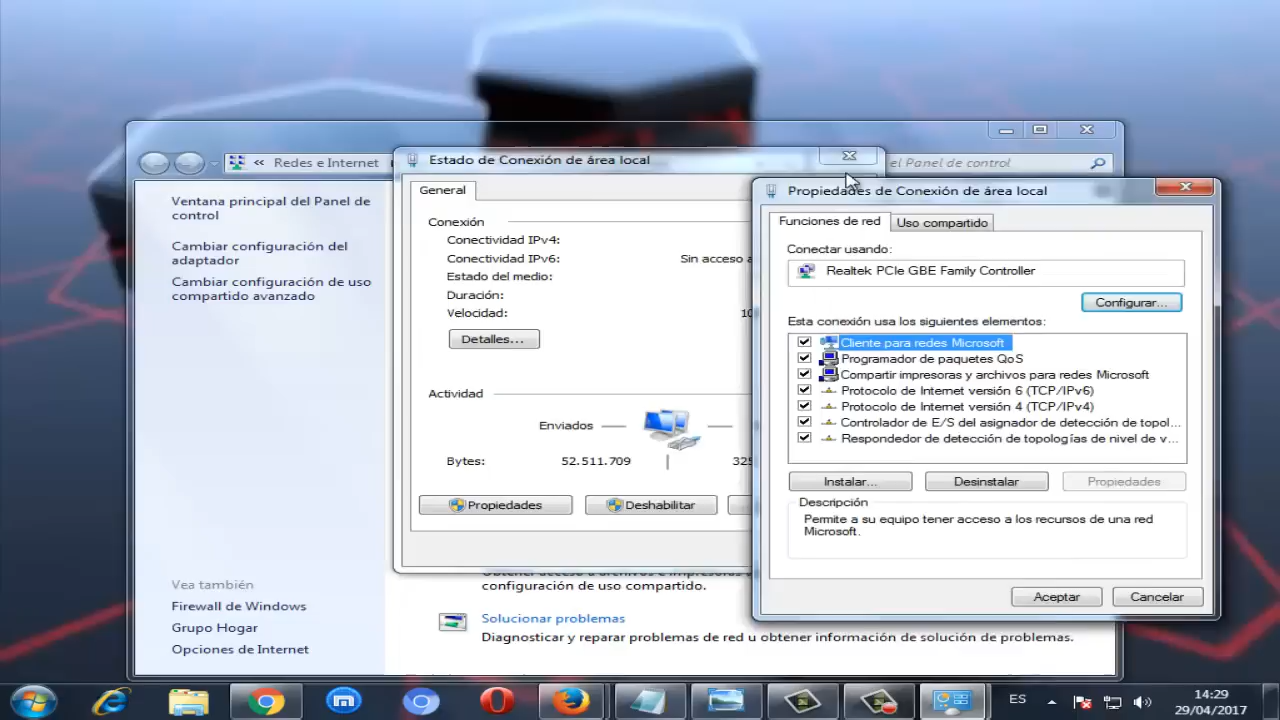 « Redes e Internet
el Panel de control
Ventana principal del Panel de
control
Cambiar configuración del
adaptador
Cambiar configuración de uso
compartido avanzado
Vea también
Firewall de Windows
Grupo Hogar
Opciones de Internet
configuración de uso compartido.
Solucionar problemas
Diagnosticar y reparar problemas de red u obtener información de solución de problemas.
Estado de Conexión de área local
General
Conexión
Conectividad IPv4:
Conectividad IPv6:
Sin acceso a
Estado del medio:
Duración:
Velocidad:
10
Detalles...
Actividad
Enviados
Bytes:
52.511.709
325
Propiedades
Deshabilitar
Propiedades de Conexión de área local
Funciones de red
Uso compartido
Conectar usando:
Realtek PCIe GBE Family Controller
Configurar...
Esta conexión usa los siguientes elementos:
Cliente para redes Microsoft
Programador de paquetes QoS
Compartir impresoras y archivos para redes Microsoft
Protocolo de Internet versión 6 (TCP/IPv6)
Protocolo de Internet versión 4 (TCP/IPv4)
Controlador de E/S del asignador de detección de topol...
Respondedor de detección de topologías de nivel de v...
Instalar...
Desinstalar
Propiedades
Descripción
Permite a su equipo tener acceso a los recursos de una red
Microsoft.
Aceptar
Cancelar
ES
14:29
29/04/2017